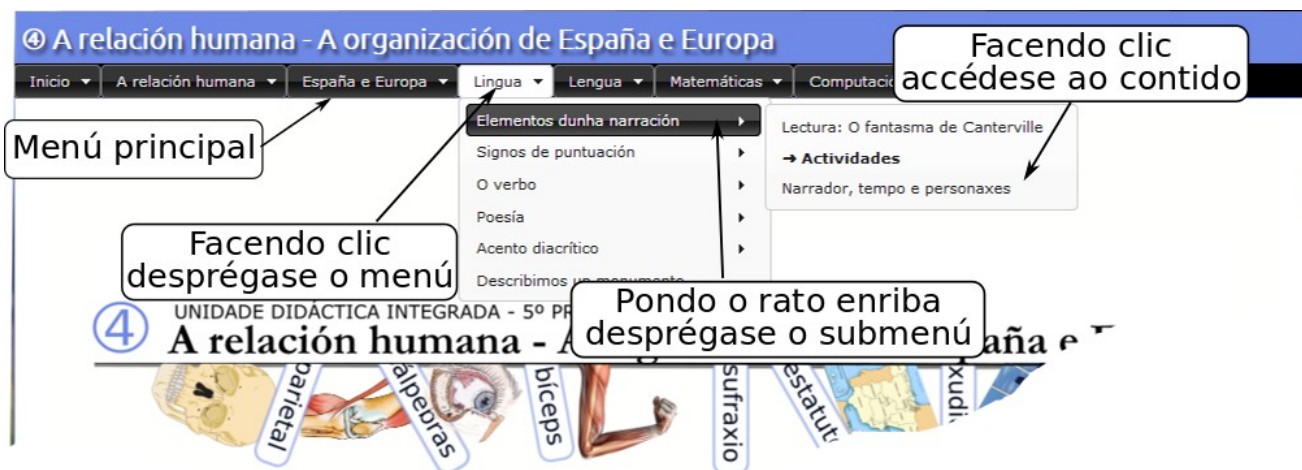 ④ A relación humana - A organización de España e Europa
Inicio
A relación humana
España e Europa
Lingua
Lengua
Matemáticas
Facendo clic
accédese ao contido
Menú principal
Elementos dunha narración
Signos de puntuación
O verbo
Poesía
Acento diacrítico
Describimos un monumento
Lectura: O fantasma de Canterville
→ Actividades
Narrador, tempo e personaxes
Facendo clic
desprégase o menú
Pondo o rato enriba
desprégase o submenú
④
UNIDADE DIDÁCTICA INTEGRADA - 5º
A relación humana -
parietal
bíceps
sufraxio